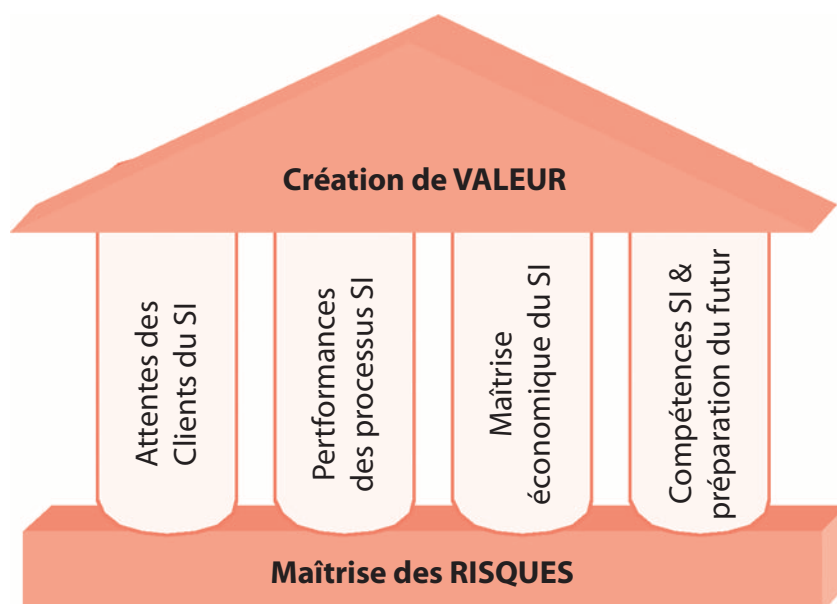 Création de VALEUR
Attentes des
Clients du SI
Pertformances
des processus SI
Maîtrise
économique du SI
Compétences SI &
préparation du futur
Maîtrise des RISQUES